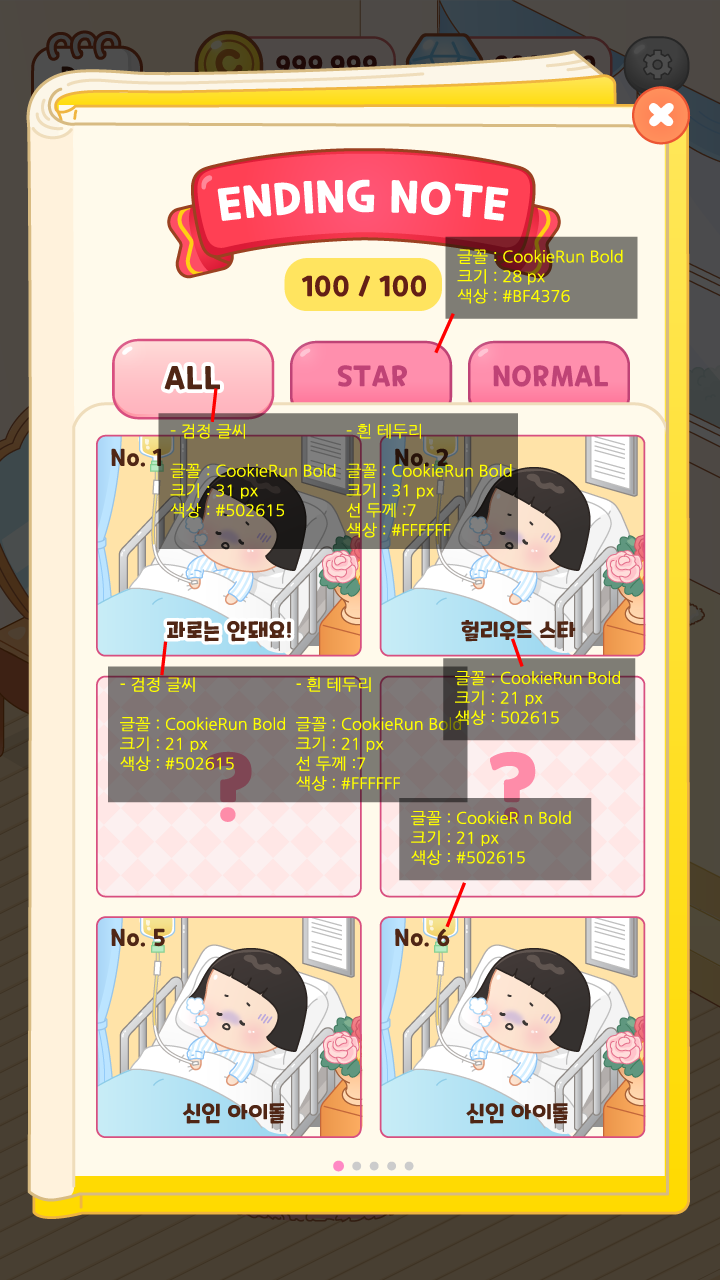 999,999
ENDING NOTE
100 / 100
글꼴 : CookieRun Bold
크기 : 28 px
색상 : #BF4376
ALL
STAR
NORMAL
- 검정 글씨
글꼴 : CookieRun Bold
크기 : 31 px
색상 : #502615
- 흰 테두리
글꼴 : CookieRun Bold
크기 : 31 px
선 두께 :7
색상 : #FFFFFF
No. 1
No. 2
과로는 안돼요!
헐리우드 스타
- 검정 글씨
글꼴 : CookieRun Bold
크기 : 21 px
색상 : #502615
- 흰 테두리
글꼴 : CookieRun Bold
크기 : 21 px
선 두께 :7
색상 : #FFFFFF
글꼴 : CookieRun Bold
크기 : 21 px
색상 : 502615
?
?
글꼴 : CookieR n Bold
크기 : 21 px
색상 : #502615
No. 5
No. 6
신인 아이돌
신인 아이돌